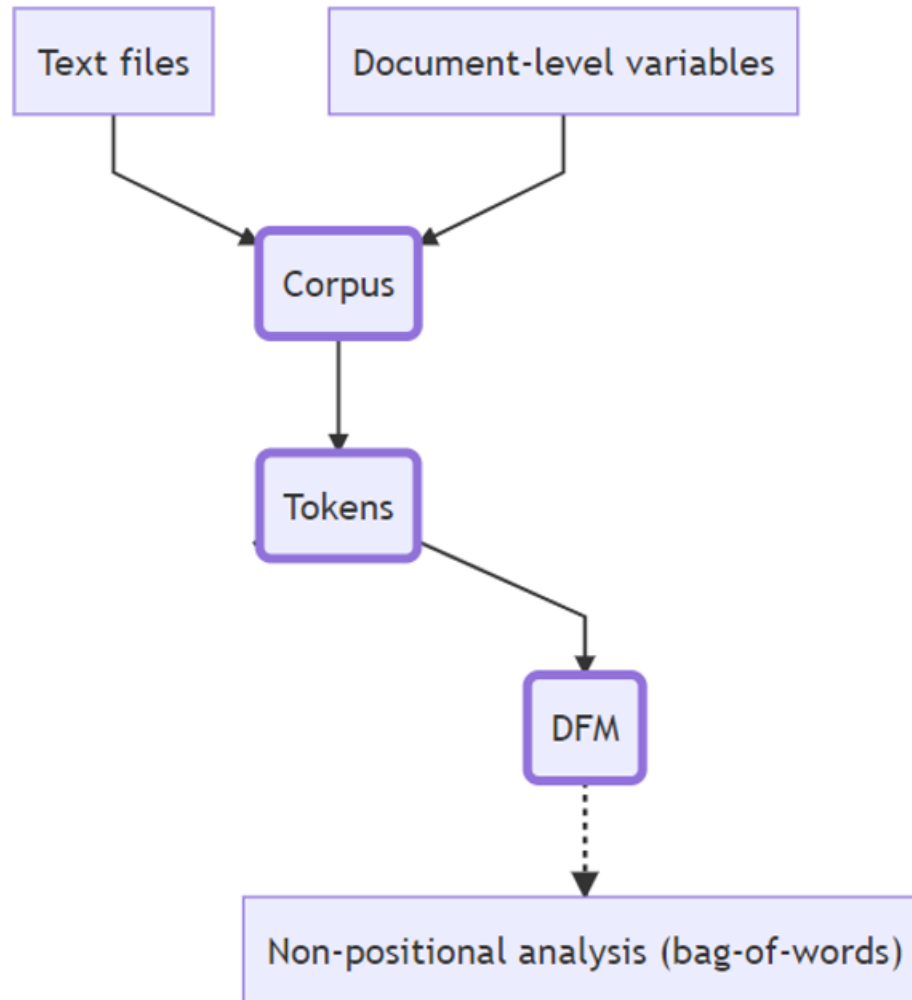 Text files
Document-level variables
Corpus
Tokens
DFM
Non-positional analysis (bag-of-words)